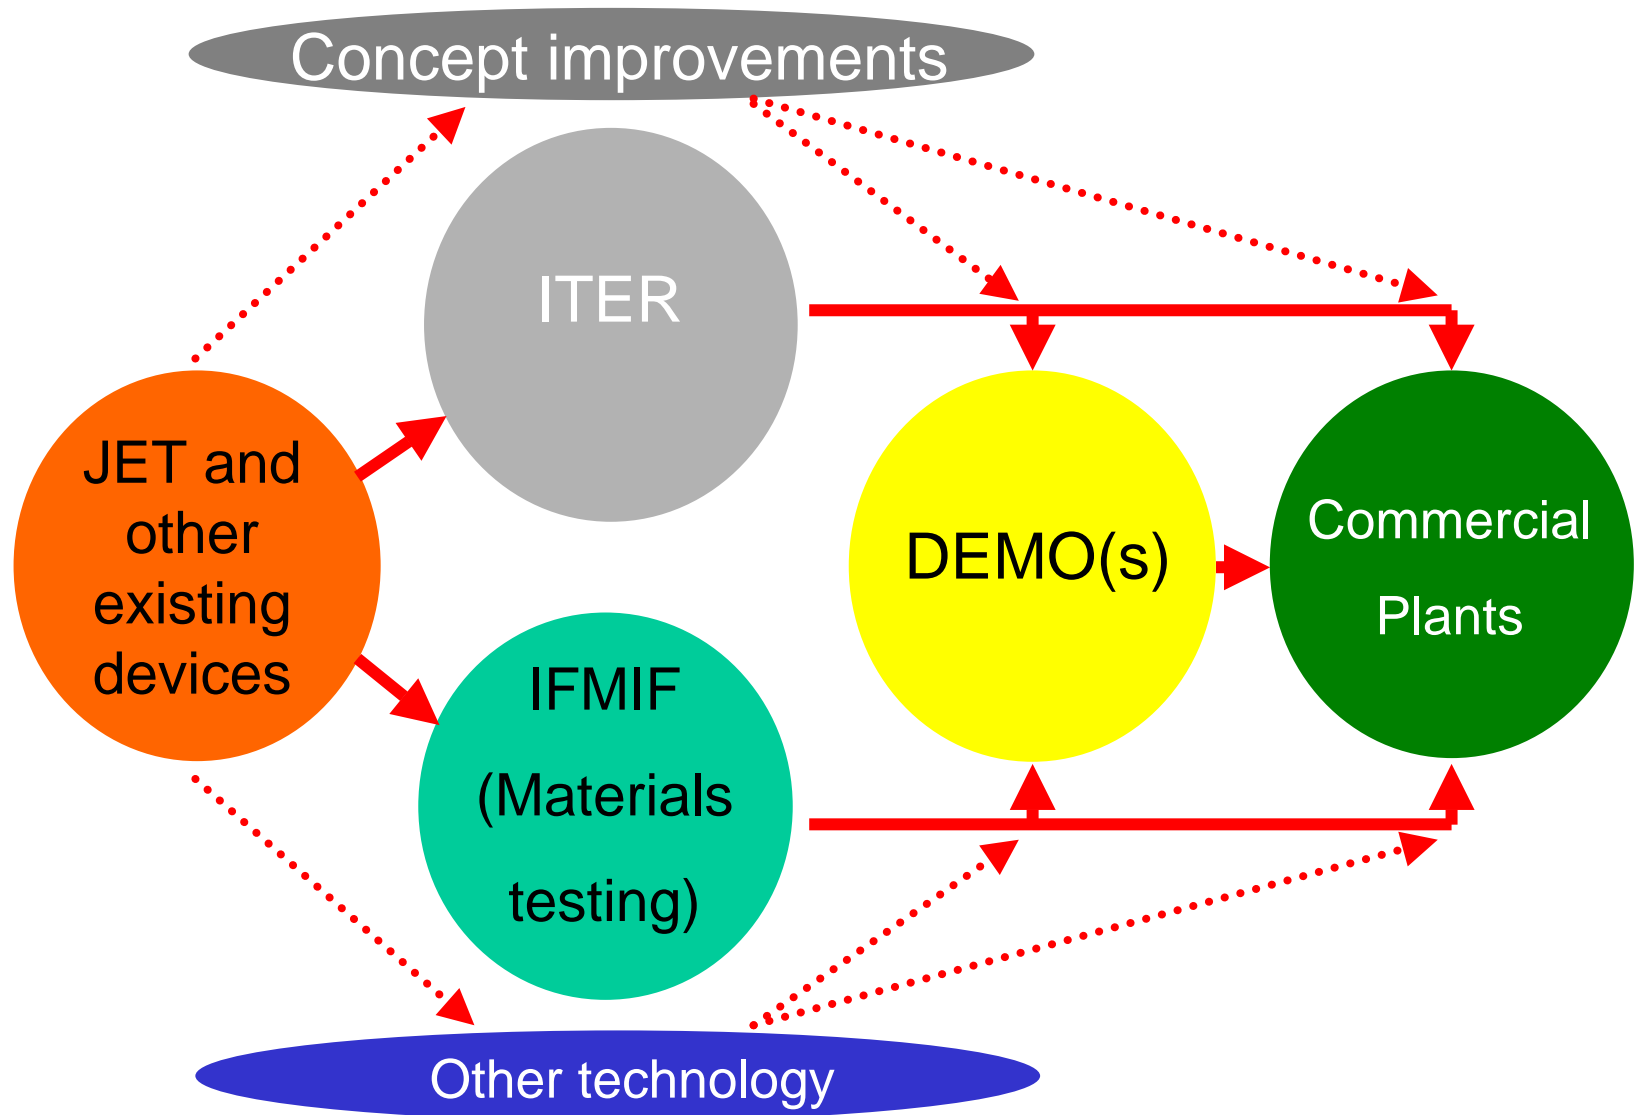 Concept improvements
ITER
JET and
other
existing
devices
IFMIF
(Materials
testing)
DEMO(s)
Commercial
Plants
Other technology